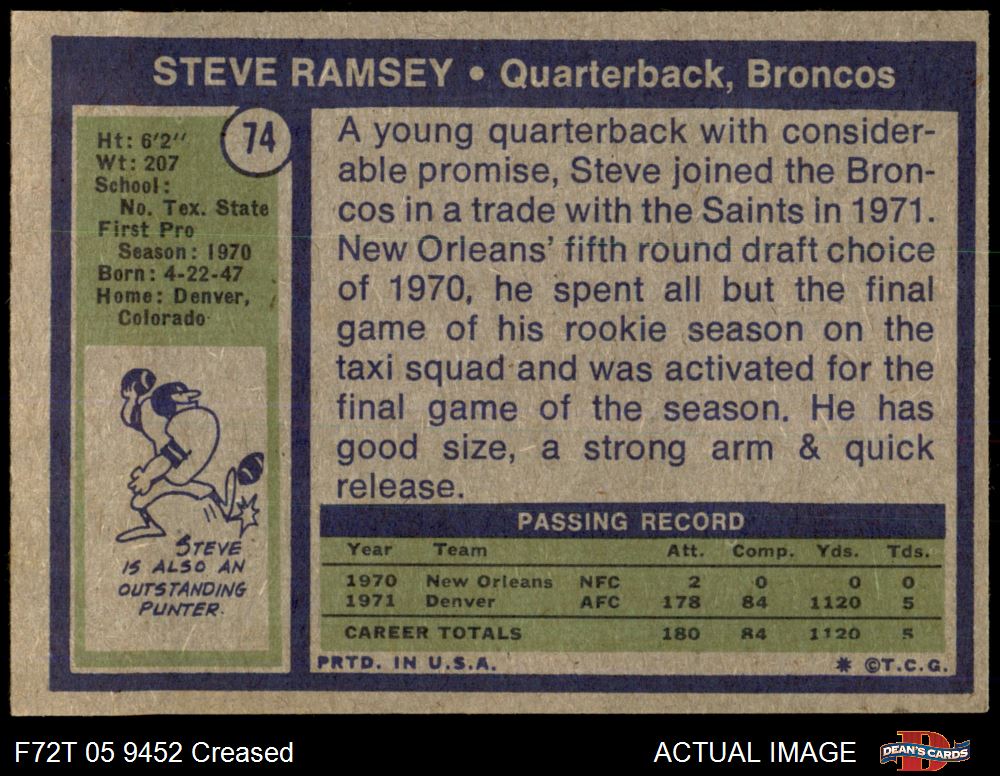 STEVE RAMSEY • Quarterback, Broncos
74
Ht: 6'2"
Wt: 207
School:
No. Tex. State
First Pro
Season: 1970
Born: 4-22-47
Home: Denver,
Colorado
STEVE
IS ALSO AN
OUTSTANDING
PUNTER.
A young quarterback with consider-
able promise, Steve joined the Bron-
cos in a trade with the Saints in 1971.
New Orleans' fifth round draft choice
of 1970, he spent all but the final
game of his rookie season on the
taxi squad and was activated for the
final game of the season. He has
good size, a strong arm & quick
release.
PASSING RECORD
Year Team Att. Comp. Yds. Tds.
1970 New Orleans NFC 2 0 0 0
1971 Denver AFC 178 84 1120 5
CAREER TOTALS 180 84 1120 5
PRTD. IN U.S.A. * ©T.C.G.
F72T 05 9452 Creased
ACTUAL IMAGE
D
DEAN'S CARDS